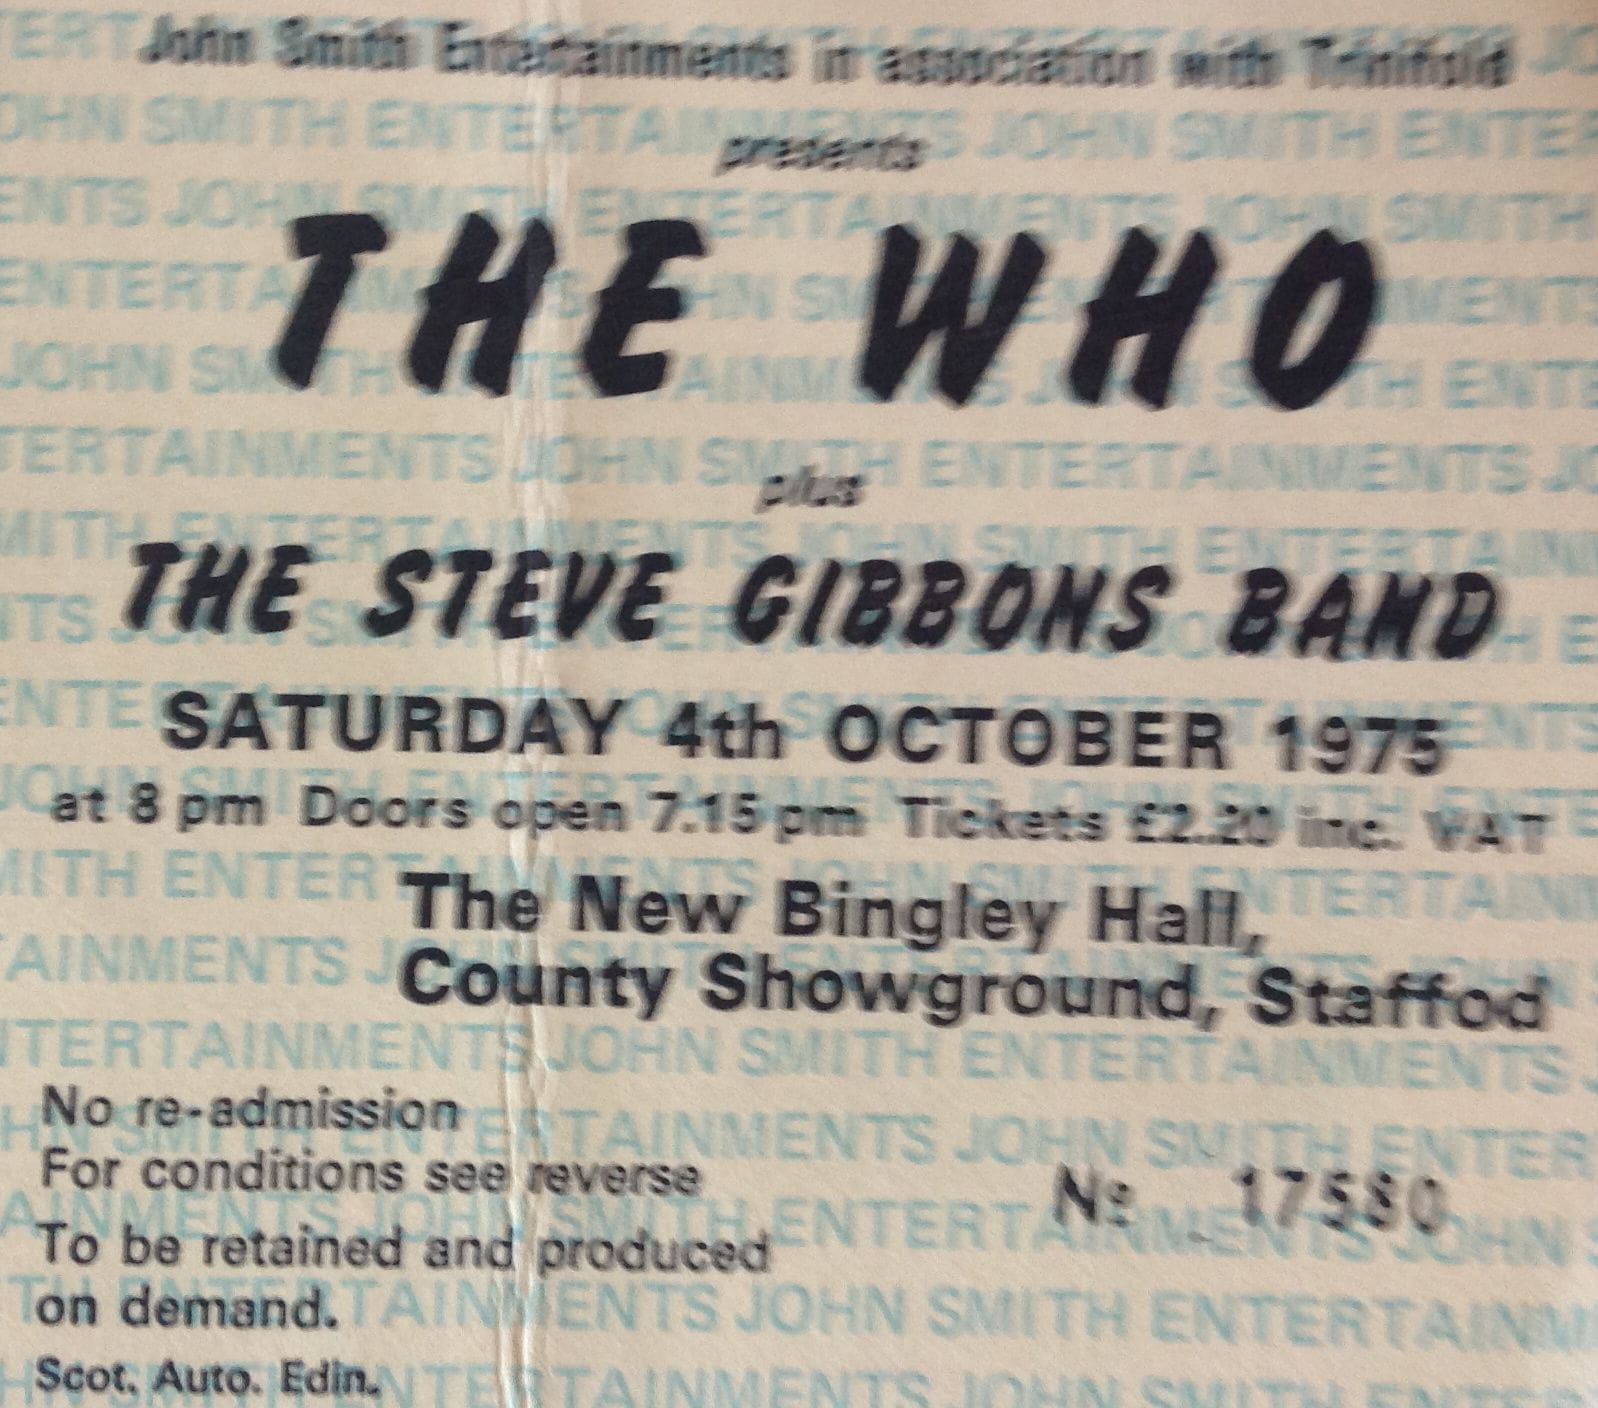 John Smith Entertainments in association with Trinifold
presents
THE WHO
plus
THE STEVE GIBBONS BAND
SATURDAY 4th OCTOBER 1975
at 8 pm Doors open 7.15 pm Tickets £2.20 inc. VAT
The New Bingley Hall,
County Showground, Staffod
No re-admission
For conditions see reverse
No 17580
To be retained and produced
on demand.
Scot. Auto. Edin.